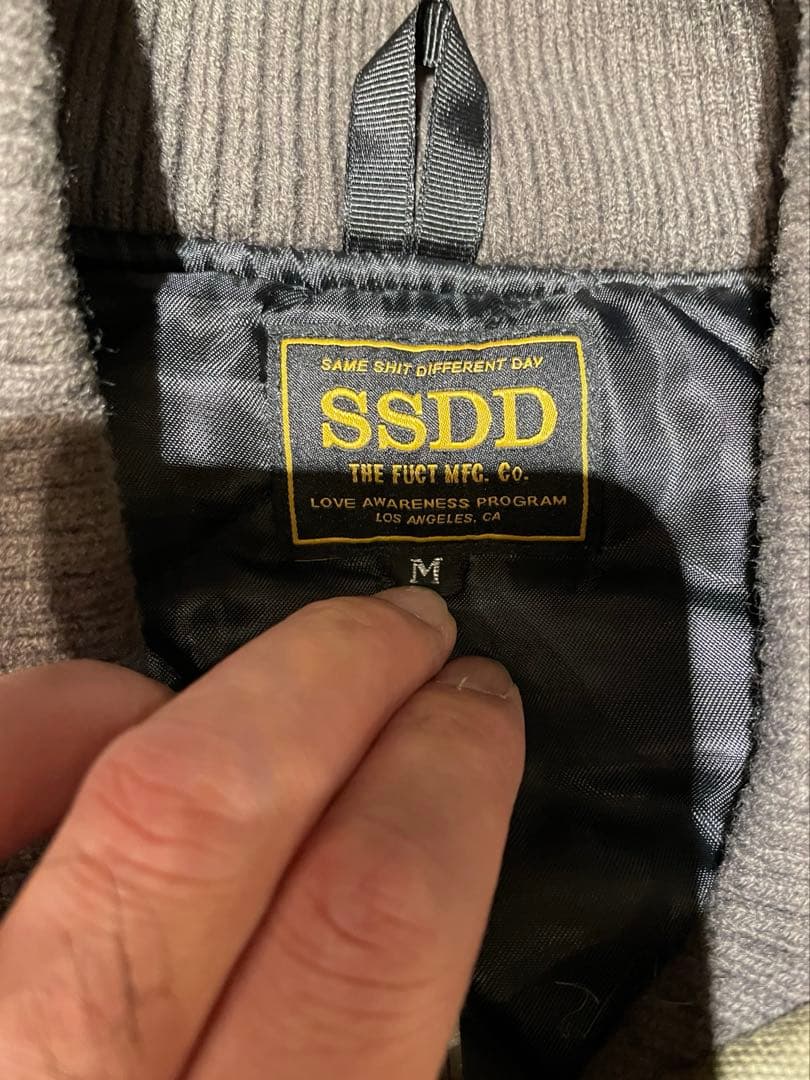 SAME SHIT DIFFERENT DAY
SSDD
THE FUCT MFG. Co.
LOVE AWARENESS PROGRAM
LOS ANGELES, CA
M